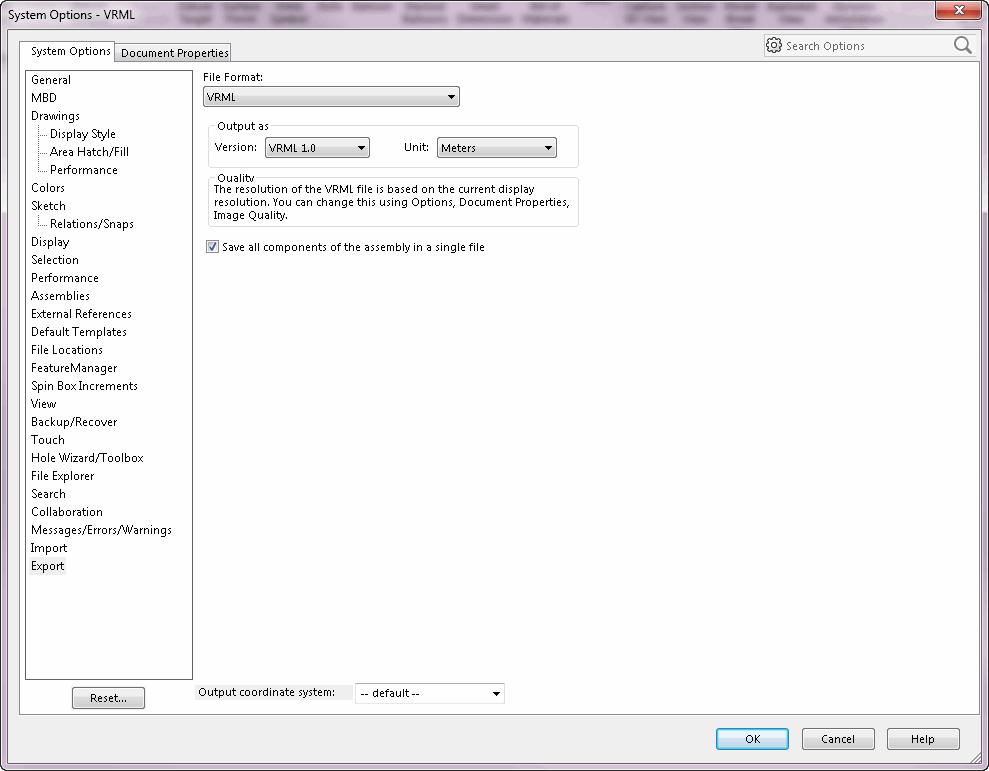 System Options - VRML
System Options
Document Properties
Search Options
General
MBD
Drawings
Display Style
Area Hatch/Fill
Performance
Colors
Sketch
Relations/Snaps
Display
Selection
Performance
Assemblies
External References
Default Templates
File Locations
FeatureManager
Spin Box Increments
View
Backup/Recover
Touch
Hole Wizard/Toolbox
File Explorer
Search
Collaboration
Messages/Errors/Warnings
Import
Export
Reset...
File Format:
VRML
Output as
Version: VRML 1.0 Unit: Meters
Quality
The resolution of the VRML file is based on the current display
resolution. You can change this using Options, Document Properties,
Image Quality.
Save all components of the assembly in a single file
Output coordinate system: -- default --
OK Cancel Help